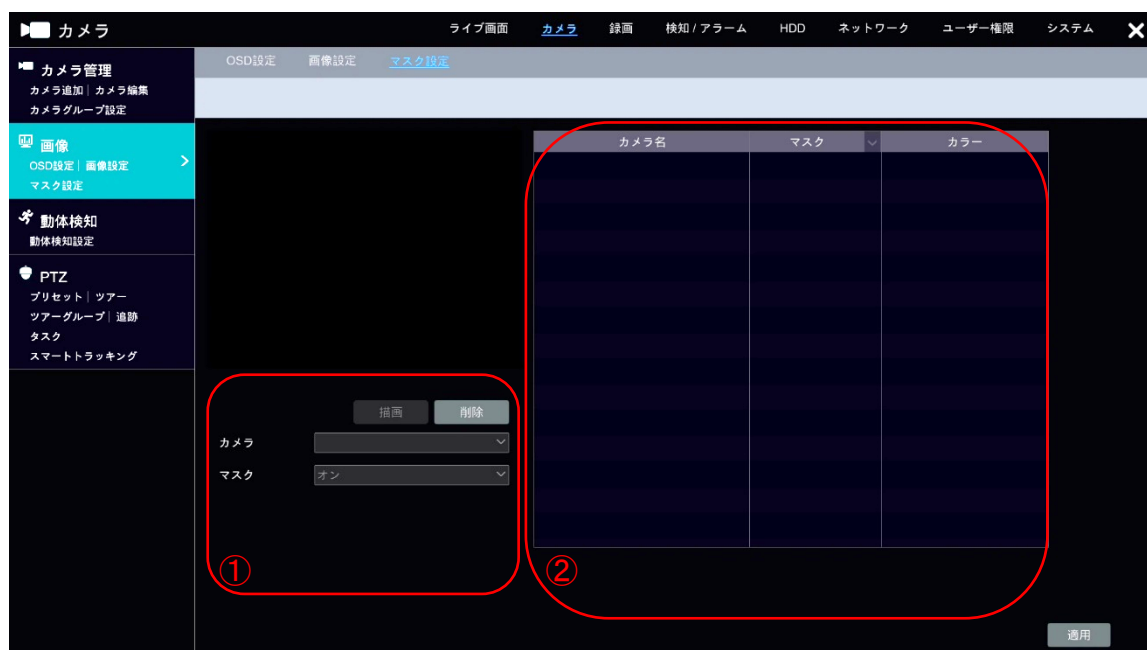 カメラ
ライブ画面 カメラ 録画 検知 / アラーム HDD ネットワーク ユーザー権限 システム
カメラ管理
カメラ追加 | カメラ編集
カメラグループ設定
画像
OSD設定 | 画像設定
マスク設定
動体検知
動体検知設定
PTZ
プリセット | ツアー
ツアーグループ | 追跡
タスク
スマートトラッキング
OSD設定 画像設定 マスク設定
描画 削除
カメラ
マスク オン
①
カメラ名 マスク カラー
②
適用